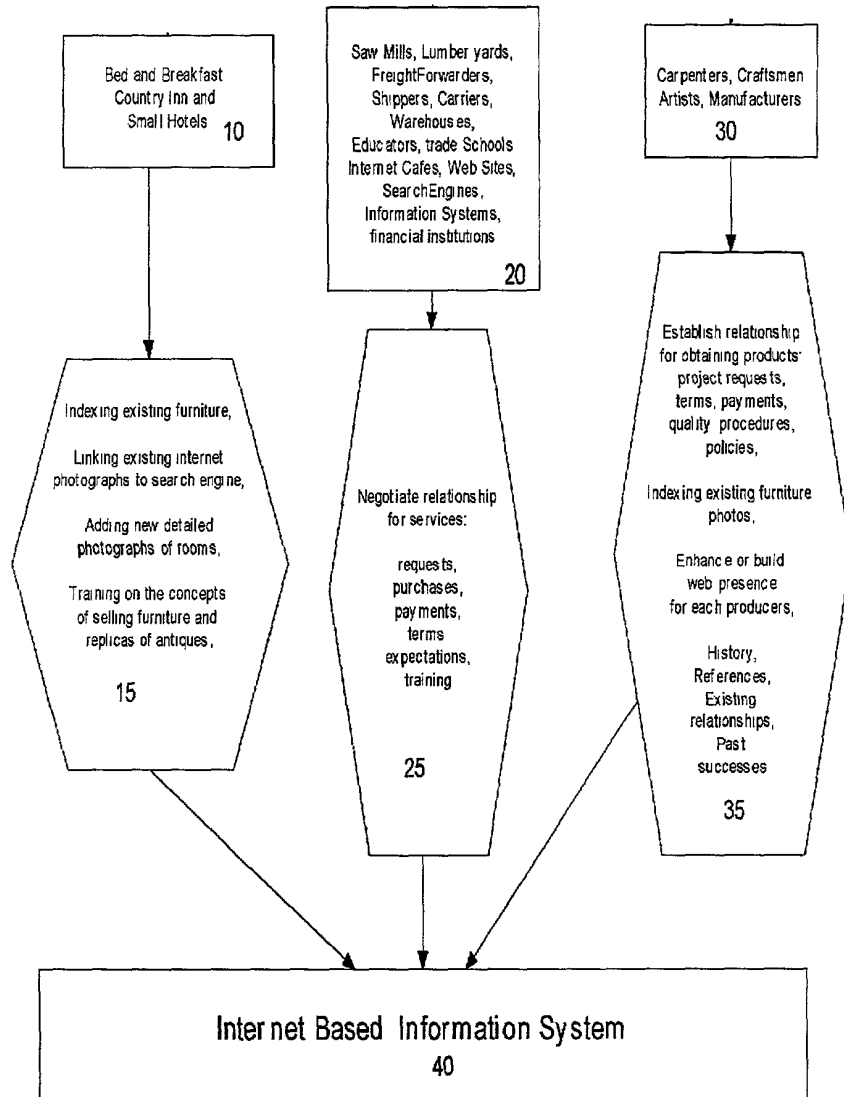 Bed and Breakfast
Country Inn and
Small Hotels
10
Saw Mills, Lumber yards,
FreightForwarders,
Shippers, Carriers,
Warehouses,
Educators, trade Schools
Internet Cafes, Web Sites,
SearchEngines,
Information Systems,
financial institutions
20
Carpenters, Craftsmen
Artists, Manufacturers
30
Indexing existing furniture,
Linking existing internet
photographs to search engine,
Adding new detailed
photographs of rooms,
Training on the concepts
of selling furniture and
replicas of antiques,
15
Negotiate relationship
for services:
requests,
purchases,
payments,
terms
expectations,
training
25
Establish relationship
for obtaining products:
project requests,
terms, payments,
quality procedures,
policies,
Indexing existing furniture
photos,
Enhance or build
web presence
for each producers,
History,
References,
Existing
relationships,
Past
successes
35
Internet Based Information System
40